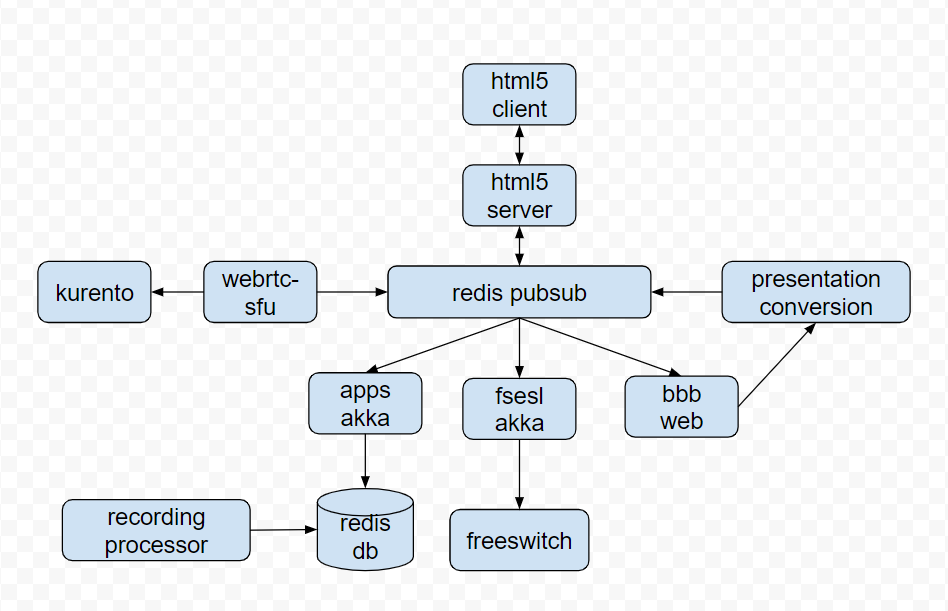 html5
client
html5
server
kurento
webrtc-
sfu
redis pubsub
presentation
conversion
apps
akka
fsesl
akka
bbb
web
recording
processor
redis
db
freeswitch